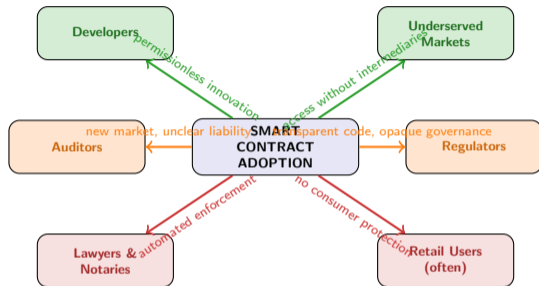 Developers
Underserved
Markets
permissionless innovation
access without intermediaries
new market, unclear liability
transparent code, opaque governance
SMART
CONTRACT
ADOPTION
Auditors
Regulators
automated enforcement
no consumer protection
Lawyers &
Notaries
Retail Users
(often)